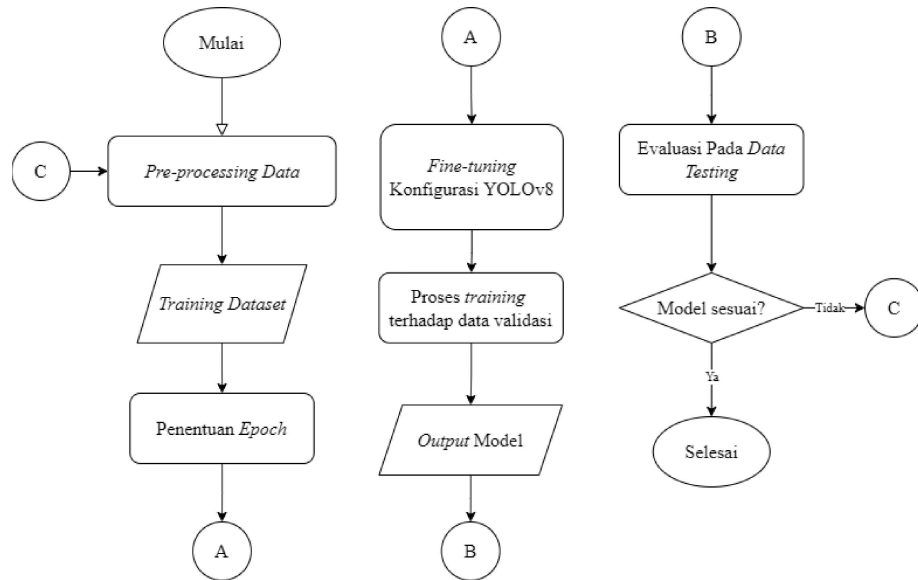 Mulai
C
Pre-processing Data
Training Dataset
Penentuan Epoch
A
A
Fine-tuning
Konfigurasi YOLOv8
Proses training
terhadap data validasi
Output Model
B
B
Evaluasi Pada Data
Testing
Model sesuai?
Tidak
C
Ya
Selesai